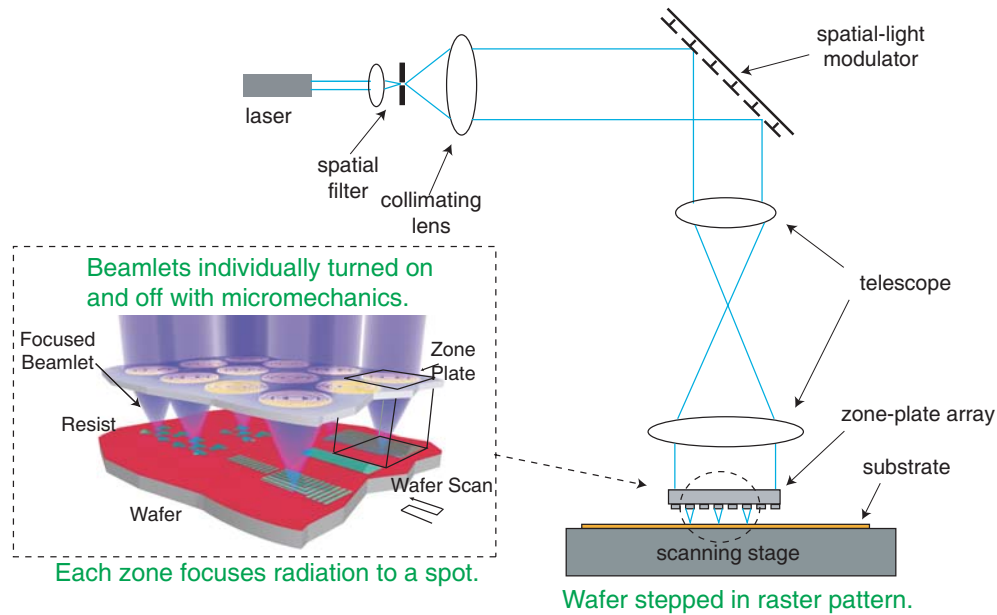 spatial-light
modulator
laser
spatial
filter
collimating
lens
telescope
zone-plate array
substrate
scanning stage
Wafer stepped in raster pattern.
Beamlets individually turned on
and off with micromechanics.
Focused
Beamlet
Zone
Plate
Resist
Wafer Scan
Wafer
Each zone focuses radiation to a spot.